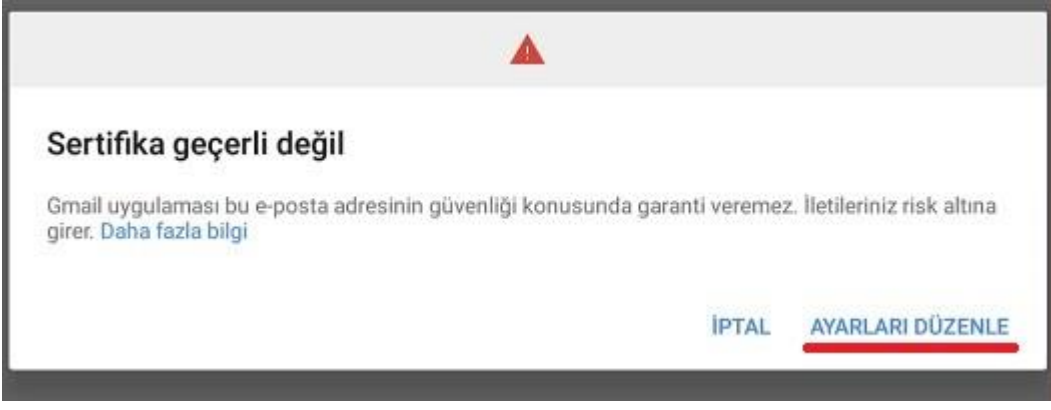 Sertifika geçerli değil
Gmail uygulaması bu e-posta adresinin güvenliği konusunda garanti veremez. İletileriniz risk altına
girer. Daha fazla bilgi
İPTAL AYARLARI DÜZENLE